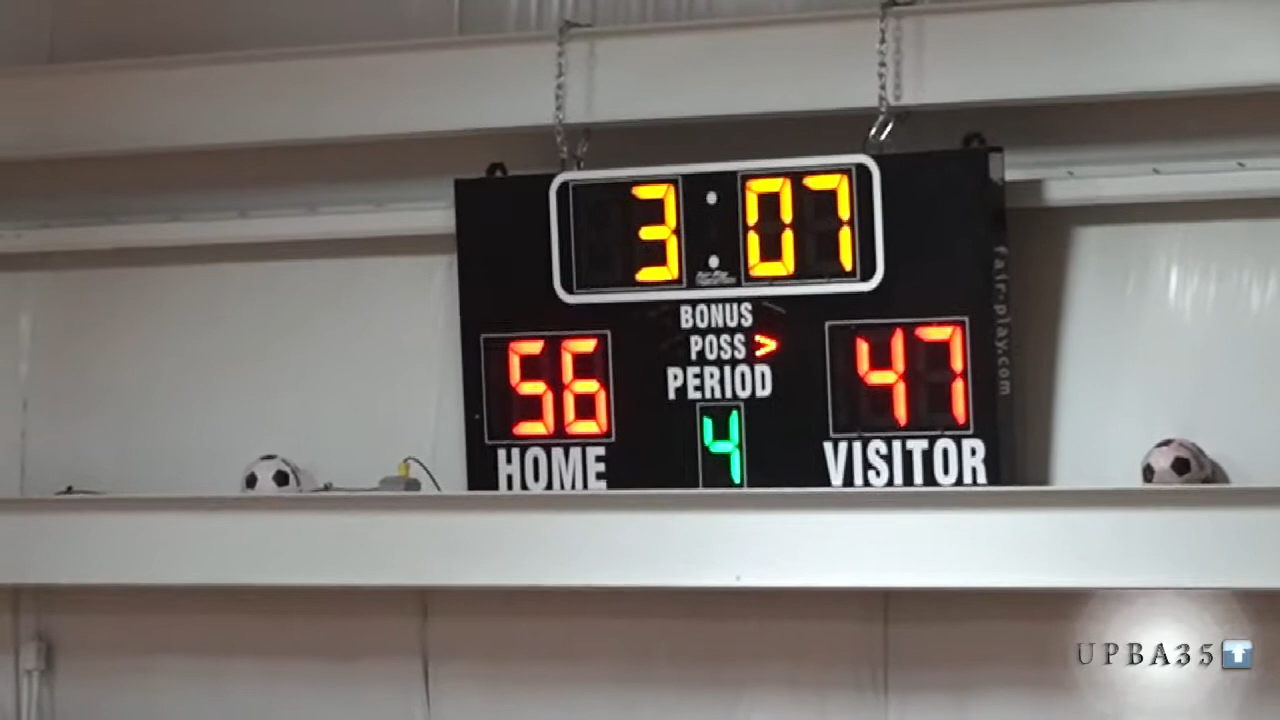 3:07
BONUS
POSS >
PERIOD
56
4
47
HOME
VISITOR
fair-play.com
UPBA35⬆